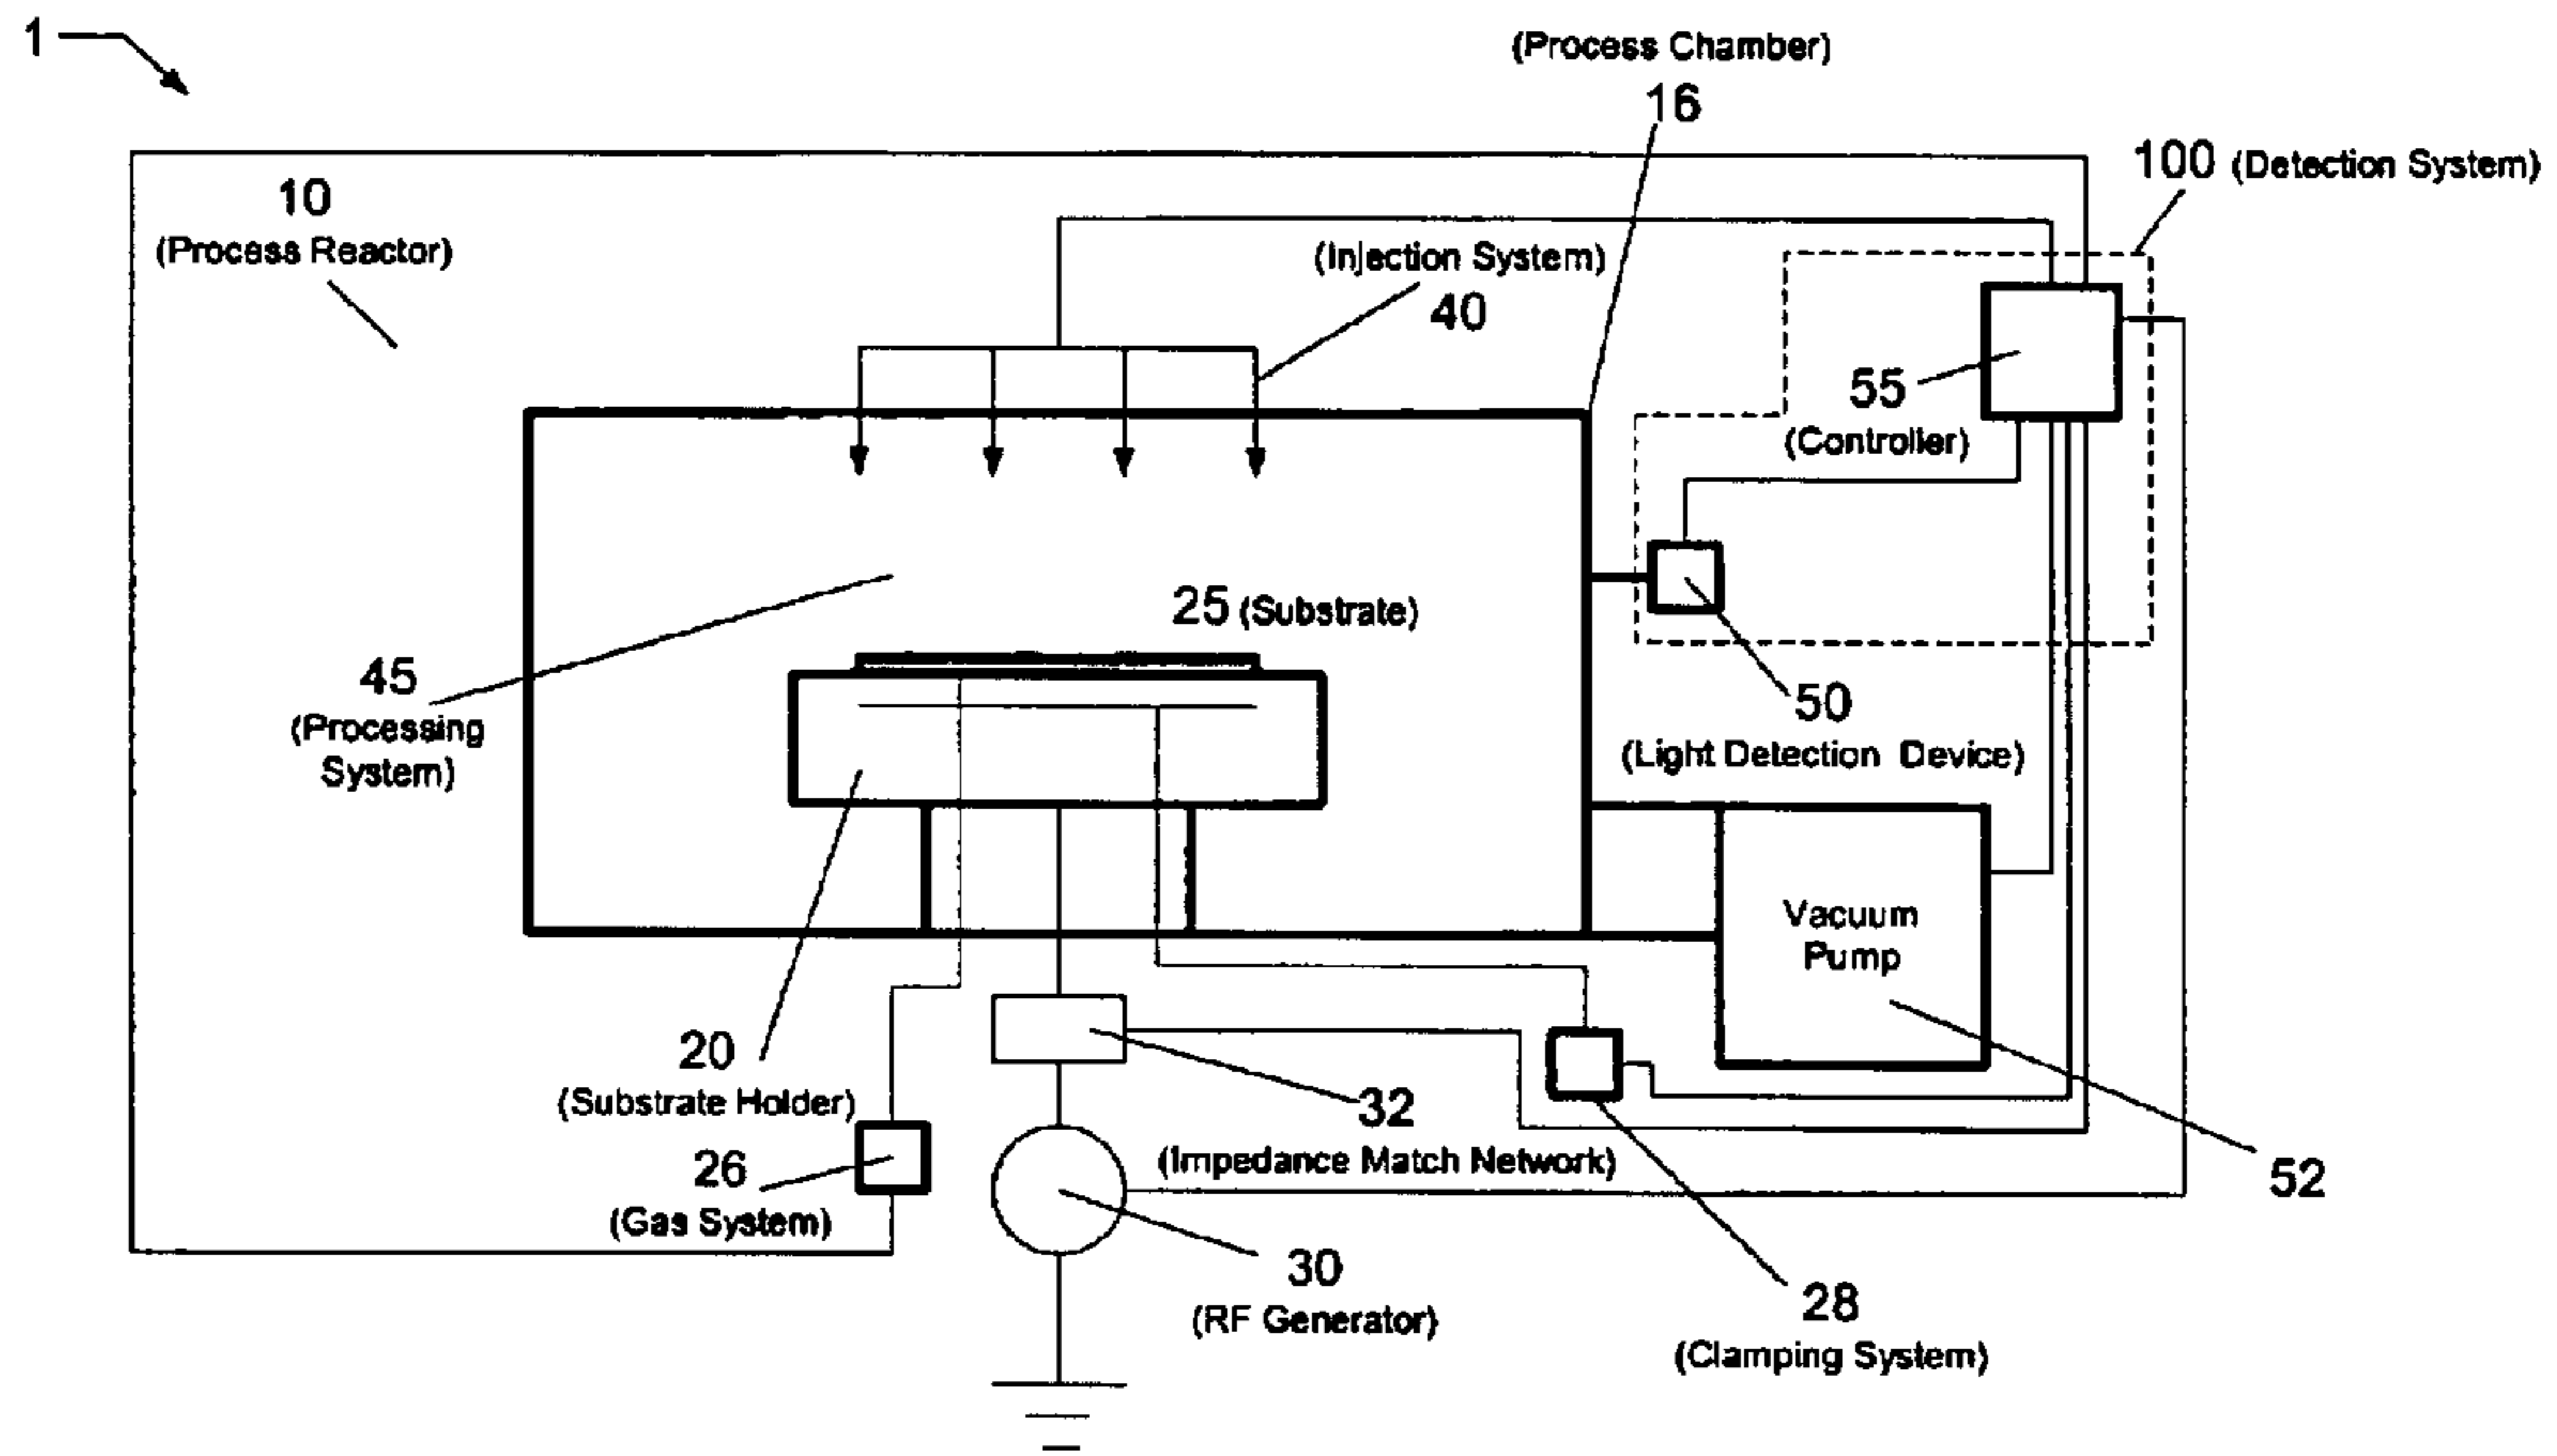 1
(Process Chamber)
16
100 (Detection System)
10
(Process Reactor)
(Injection System)
40
55
(Controller)
25 (Substrate)
45
(Processing
System)
50
(Light Detection Device)
Vacuum
Pump
20
(Substrate Holder)
32
(Impedance Match Network)
26
(Gas System)
52
30
(RF Generator)
28
(Clamping System)